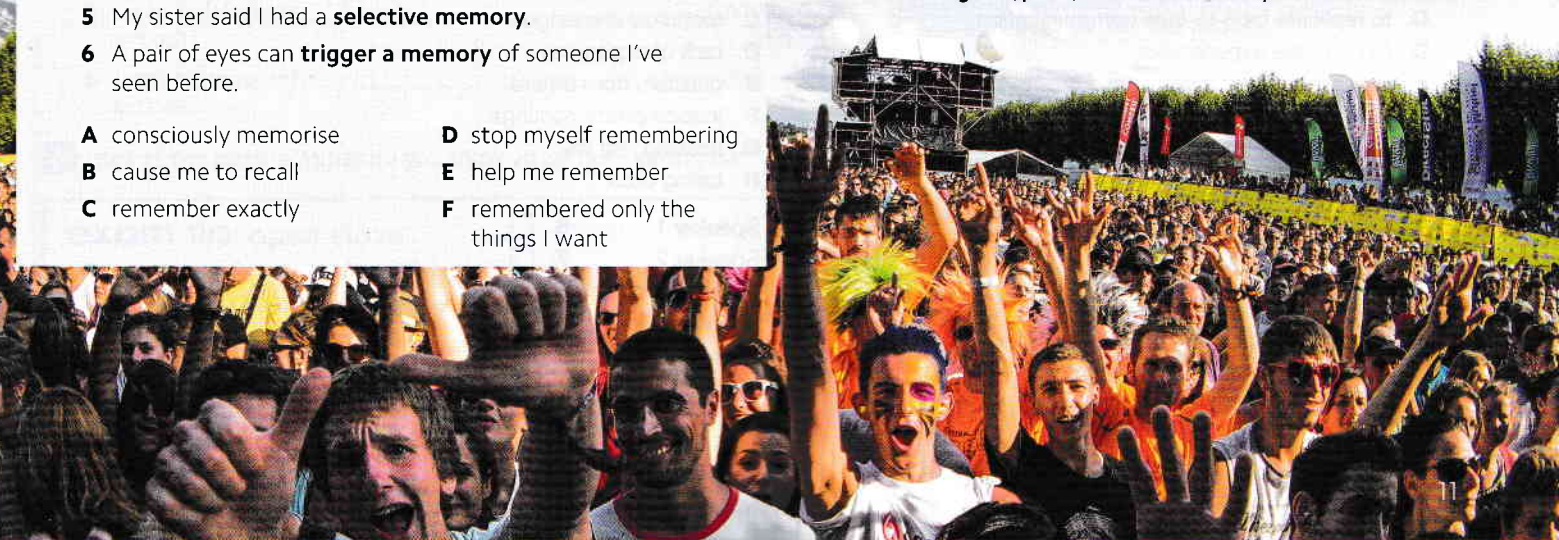 5 My sister said I had a selective memory.
6 A pair of eyes can trigger a memory of someone I've
seen before.
A consciously memorise
B cause me to recall
C remember exactly
D stop myself remembering
E help me remember
F remembered only the
things I want
11